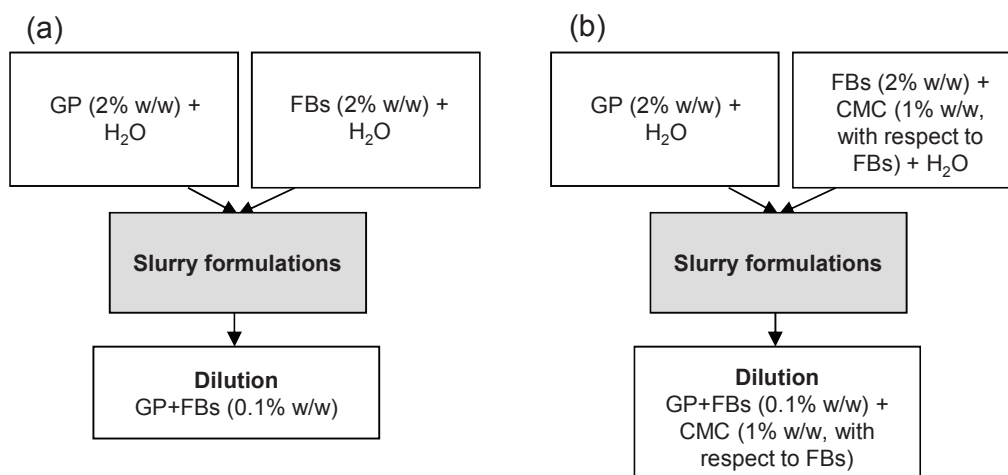 (a)
GP (2% w/w) +
H₂O
FBs (2% w/w) +
H₂O
Slurry formulations
Dilution
GP+FBs (0.1% w/w)
(b)
GP (2% w/w) +
H₂O
FBs (2% w/w) +
CMC (1% w/w,
with respect to
FBs) + H₂O
Slurry formulations
Dilution
GP+FBs (0.1% w/w) +
CMC (1% w/w, with
respect to FBs)